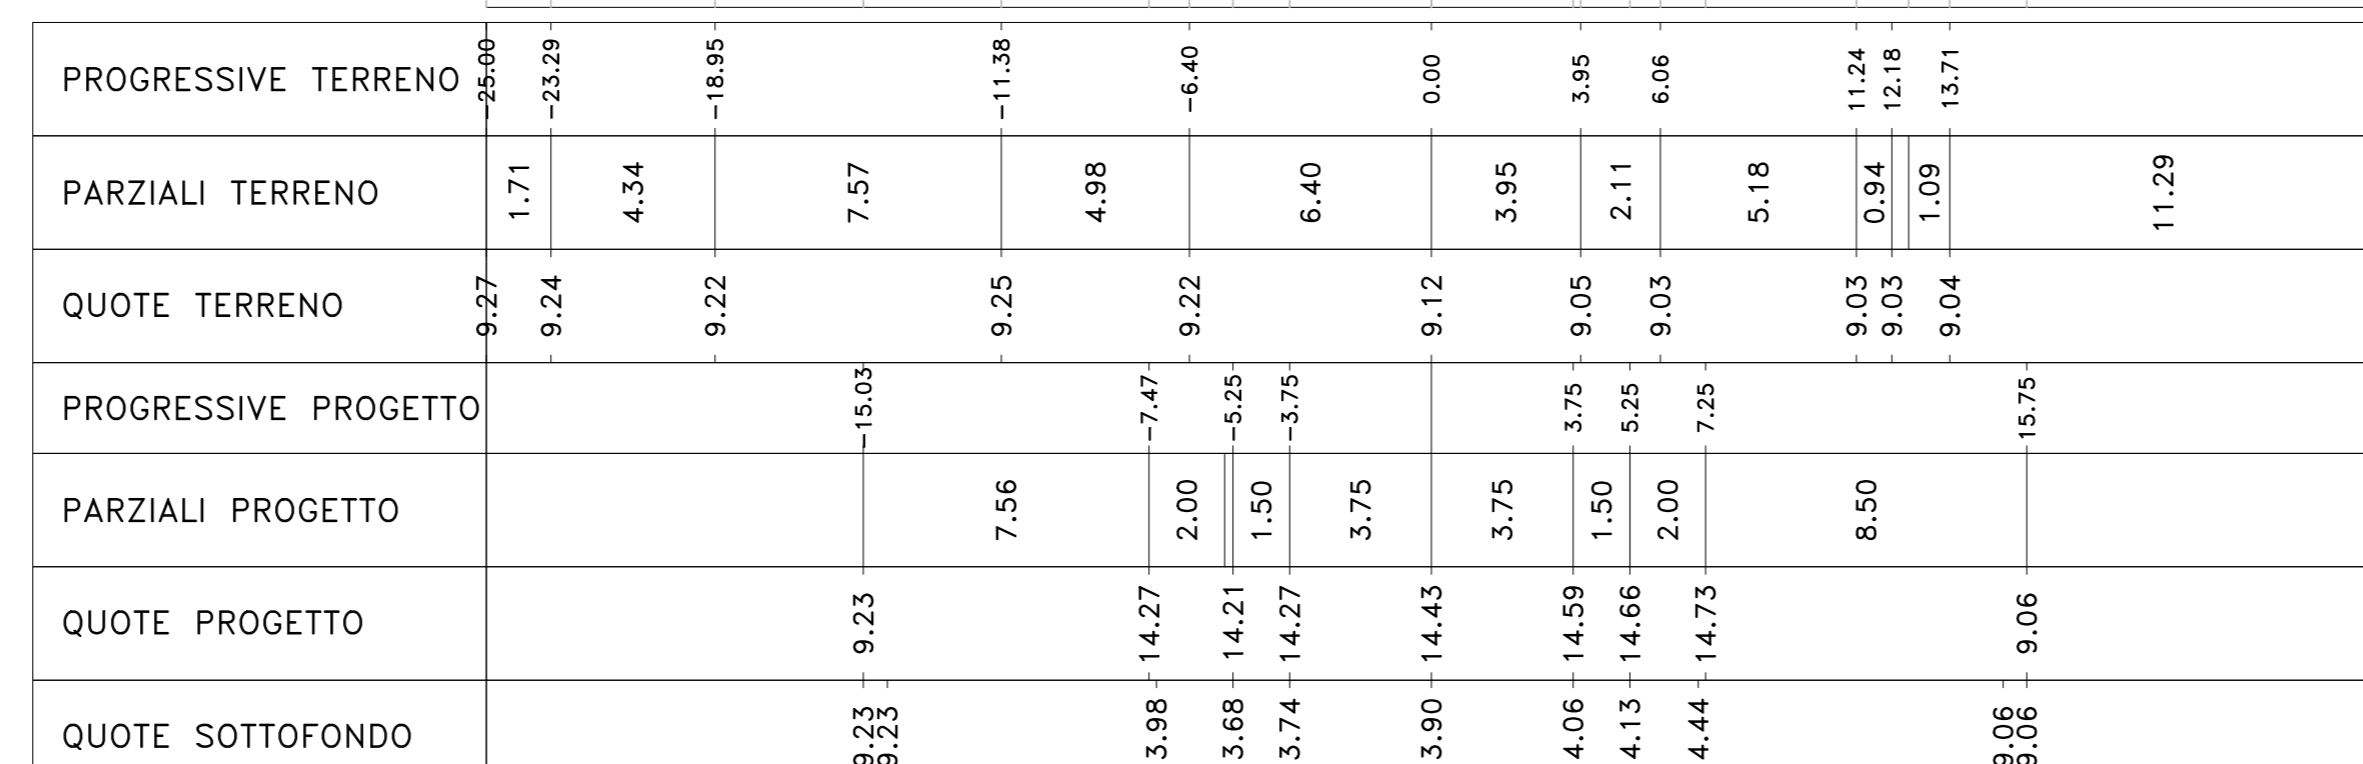 PROGRESSIVE TERRENO -25.00 -23.29 -18.95 -11.38 -6.40 0.00 3.95 6.06 11.24 12.18 13.71
PARZIALI TERRENO 1.71 4.34 7.57 4.98 6.40 3.95 2.11 5.18 0.94 1.09 11.29
QUOTE TERRENO 9.27 9.24 9.22 9.25 9.22 9.12 9.05 9.03 9.03 9.03 9.04
PROGRESSIVE PROGETTO -15.03 -7.47 -5.25 -3.75 3.75 5.25 7.25 15.75
PARZIALI PROGETTO 7.56 2.00 1.50 3.75 3.75 1.50 2.00 8.50
QUOTE PROGETTO 9.23 14.27 14.21 14.27 14.43 14.59 14.66 14.73 9.06
QUOTE SOTTOFONDO 9.23 9.23 3.98 3.68 3.74 3.90 4.06 4.13 4.44 9.06 9.06